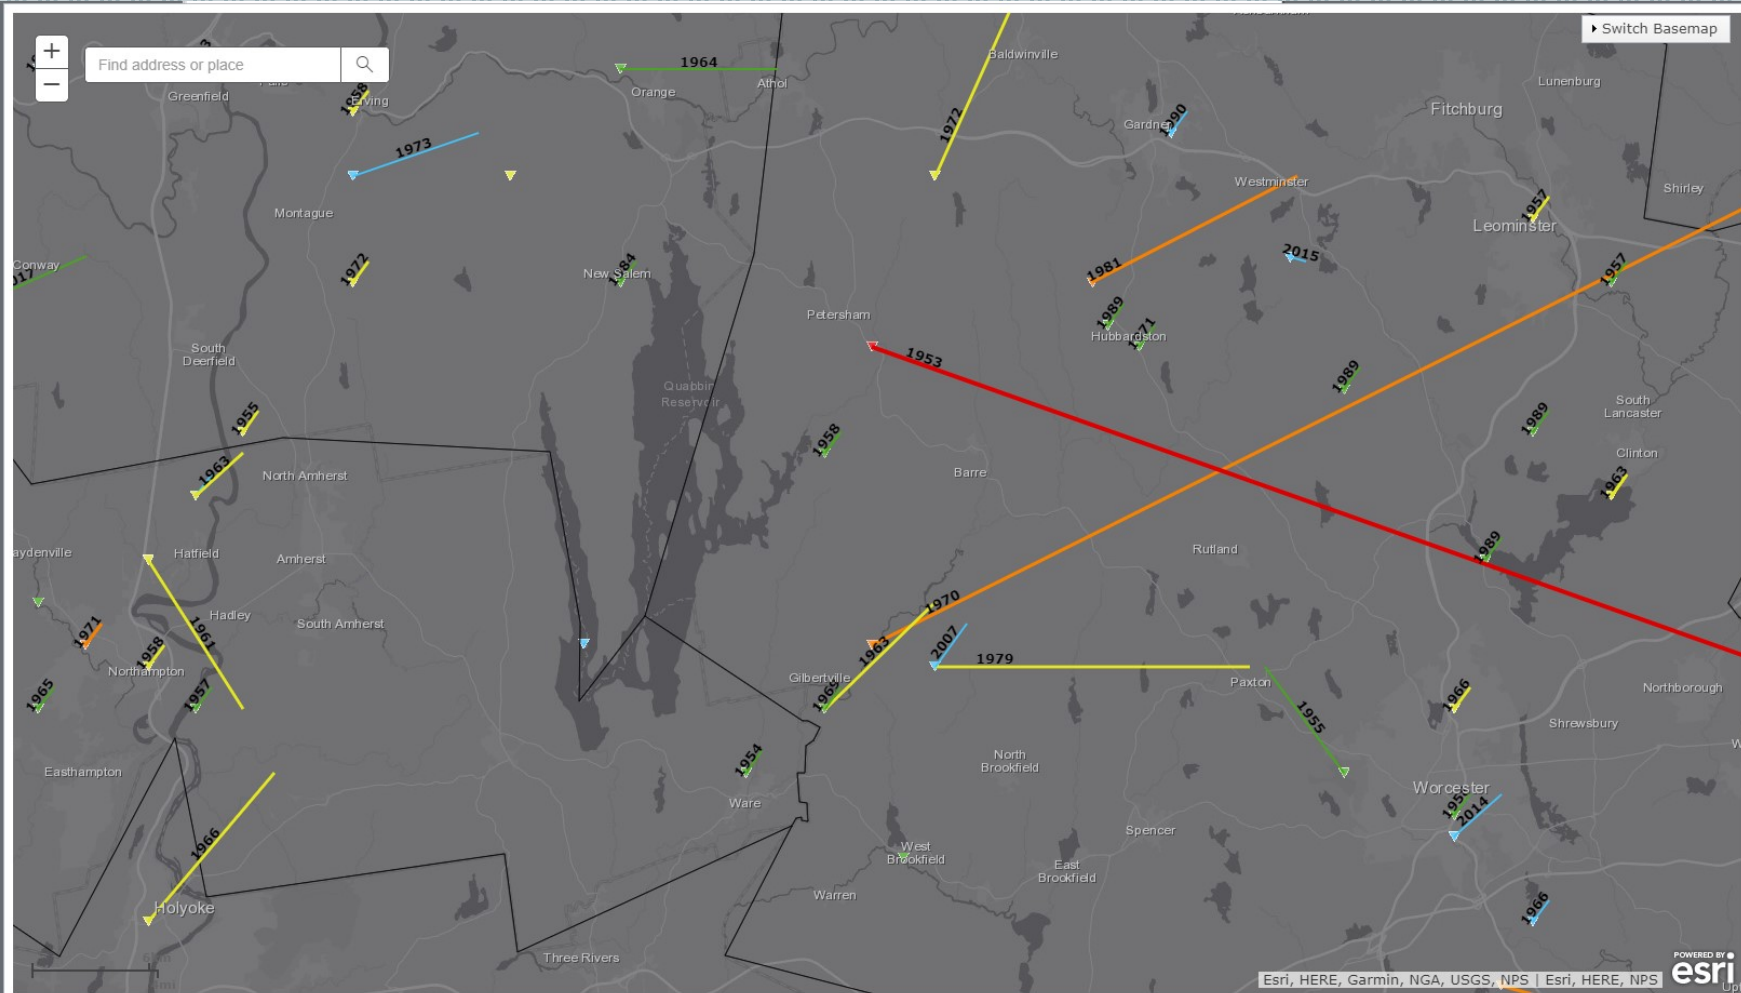 Switch Basemap
+
Find address or place
−
Baldwinville
Lunenburg
Greenfield
1958
Erving
1964
Orange
Athol
Fitchburg
Gardner
1990
1972
1973
Westminster
Shirley
1957
Leominster
Montague
1972
Conway
New Salem
1981
2015
1957
Petersham
1989
Hubbardston
1953
South
Deerfield
1989
Quabbin
Reservoir
South
Lancaster
1955
1958
1989
Clinton
1963
North Amherst
Barre
1963
Hatfield
Amherst
Rutland
1989
Hadley
South Amherst
1970
1971
1961
1958
Northampton
2007
1963
1979
Gilbertville
Paxton
1965
1957
1969
1966
Northborough
1955
Shrewsbury
Easthampton
1954
Ware
North
Brookfield
Worcester
2014
1966
Spencer
West
Brookfield
East
Brookfield
Warren
Holyoke
1966
Three Rivers
Esri, HERE, Garmin, NGA, USGS, NPS | Esri, HERE, NPS
POWERED BY
esri